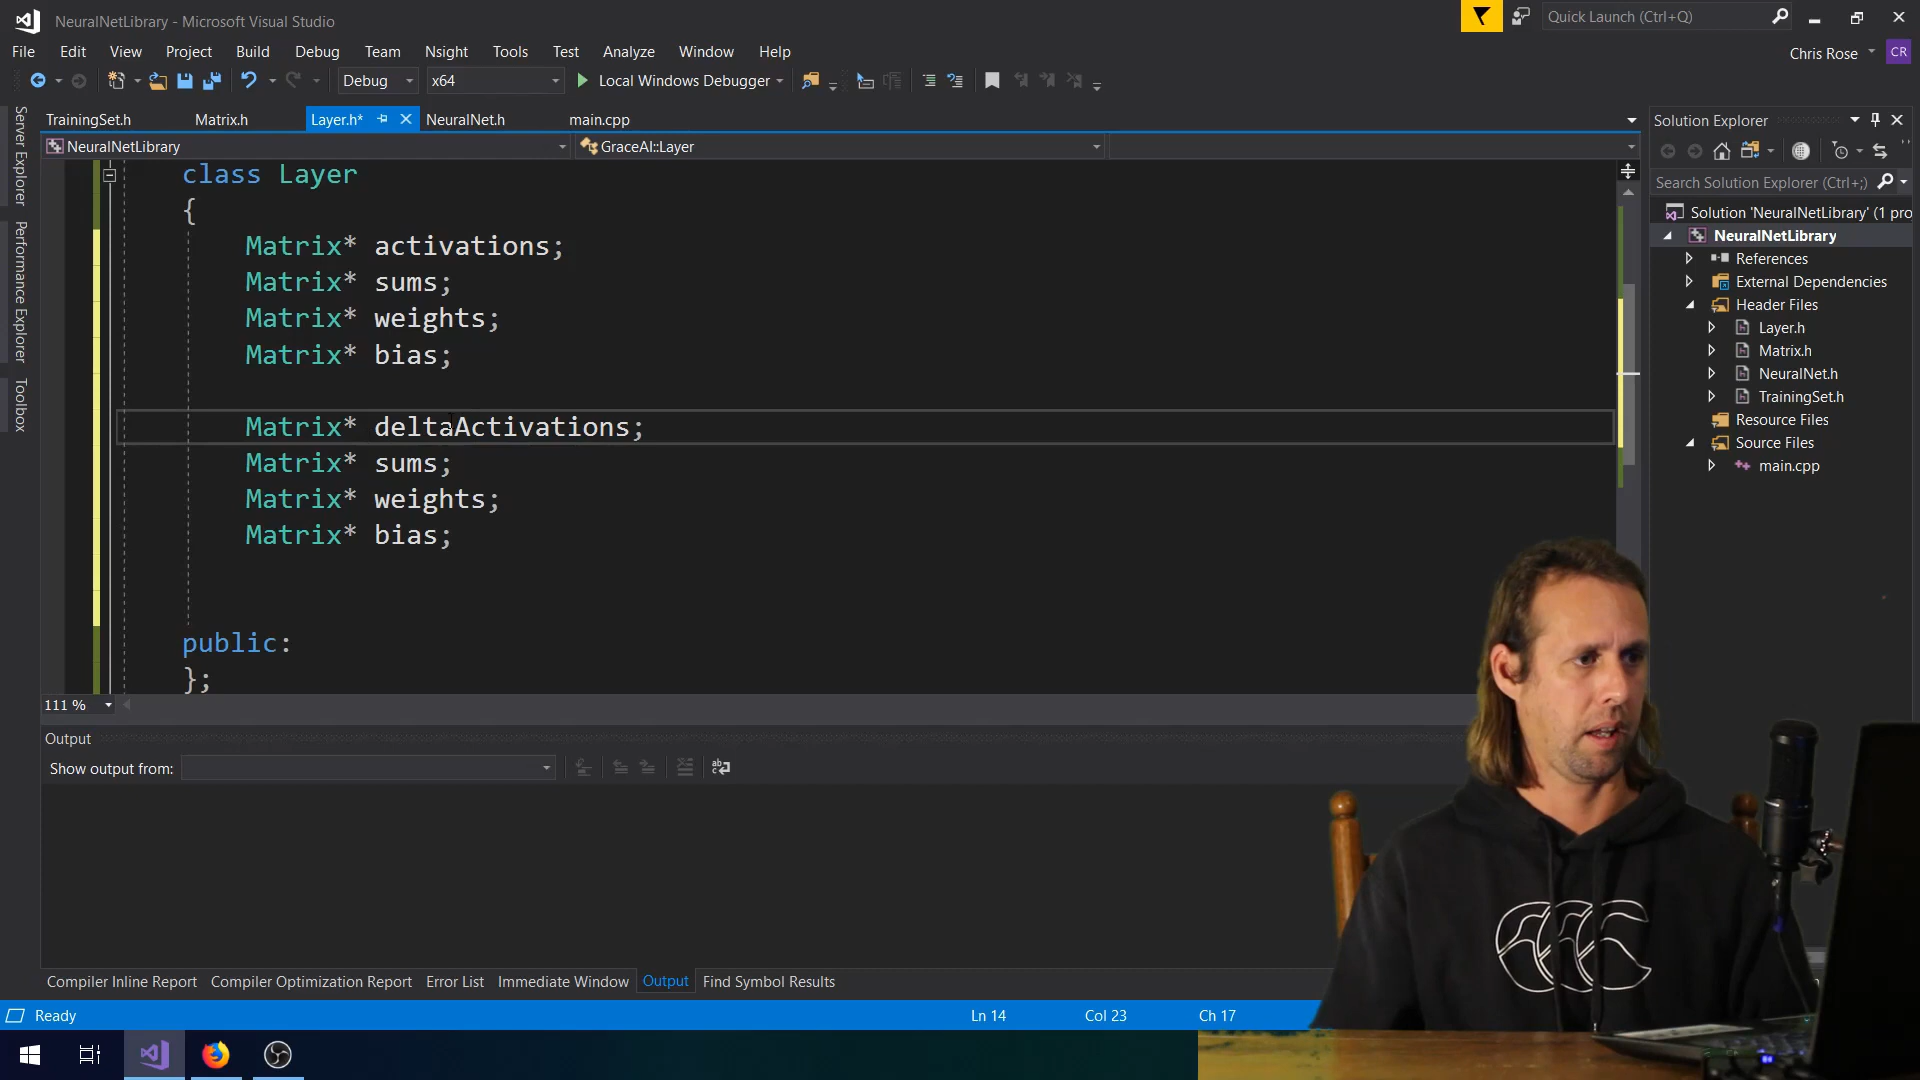 NeuralNetLibrary - Microsoft Visual Studio
Quick Launch (Ctrl+Q)
File Edit View Project Build Debug Team Nsight Tools Test Analyze Window Help
Chris Rose CR
Debug x64 Local Windows Debugger
Server Explorer
Performance Explorer
Toolbox
TrainingSet.h Matrix.h Layer.h* NeuralNet.h main.cpp
NeuralNetLibrary GraceAI::Layer
class Layer
{
Matrix* activations;
Matrix* sums;
Matrix* weights;
Matrix* bias;
Matrix* deltaActivations;
Matrix* sums;
Matrix* weights;
Matrix* bias;
public:
};
111 %
Solution Explorer
Search Solution Explorer (Ctrl+;)
Solution 'NeuralNetLibrary' (1 pro
NeuralNetLibrary
References
External Dependencies
Header Files
Layer.h
Matrix.h
NeuralNet.h
TrainingSet.h
Resource Files
Source Files
main.cpp
Output
Show output from:
Compiler Inline Report Compiler Optimization Report Error List Immediate Window Output Find Symbol Results
Ready Ln 14 Col 23 Ch 17